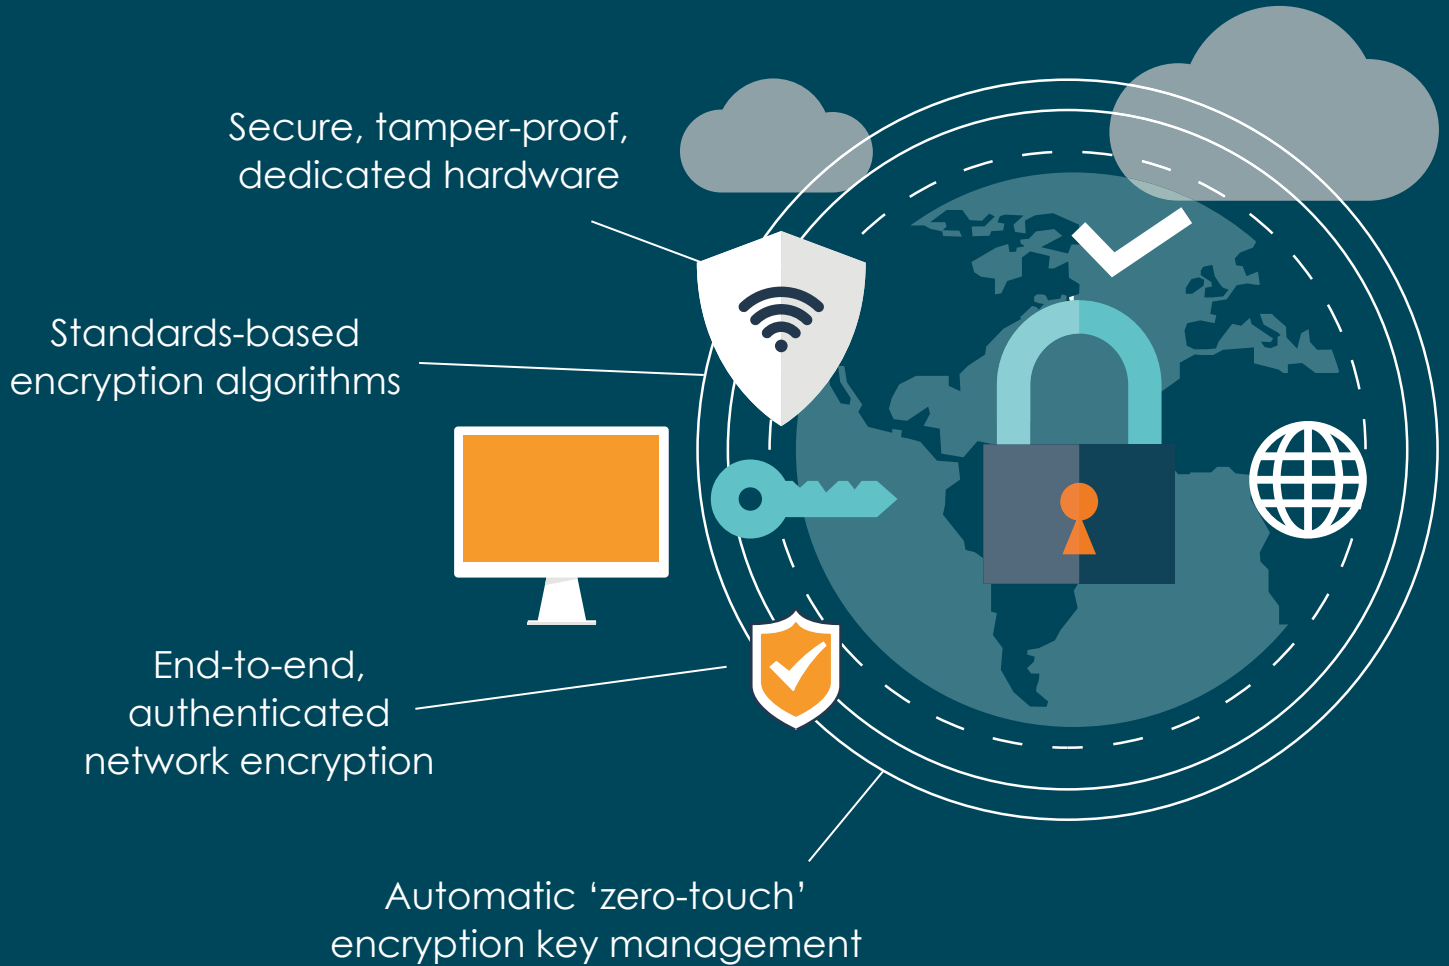 Secure, tamper-proof,
dedicated hardware
Standards-based
encryption algorithms
End-to-end,
authenticated
network encryption
Automatic ‘zero-touch’
encryption key management